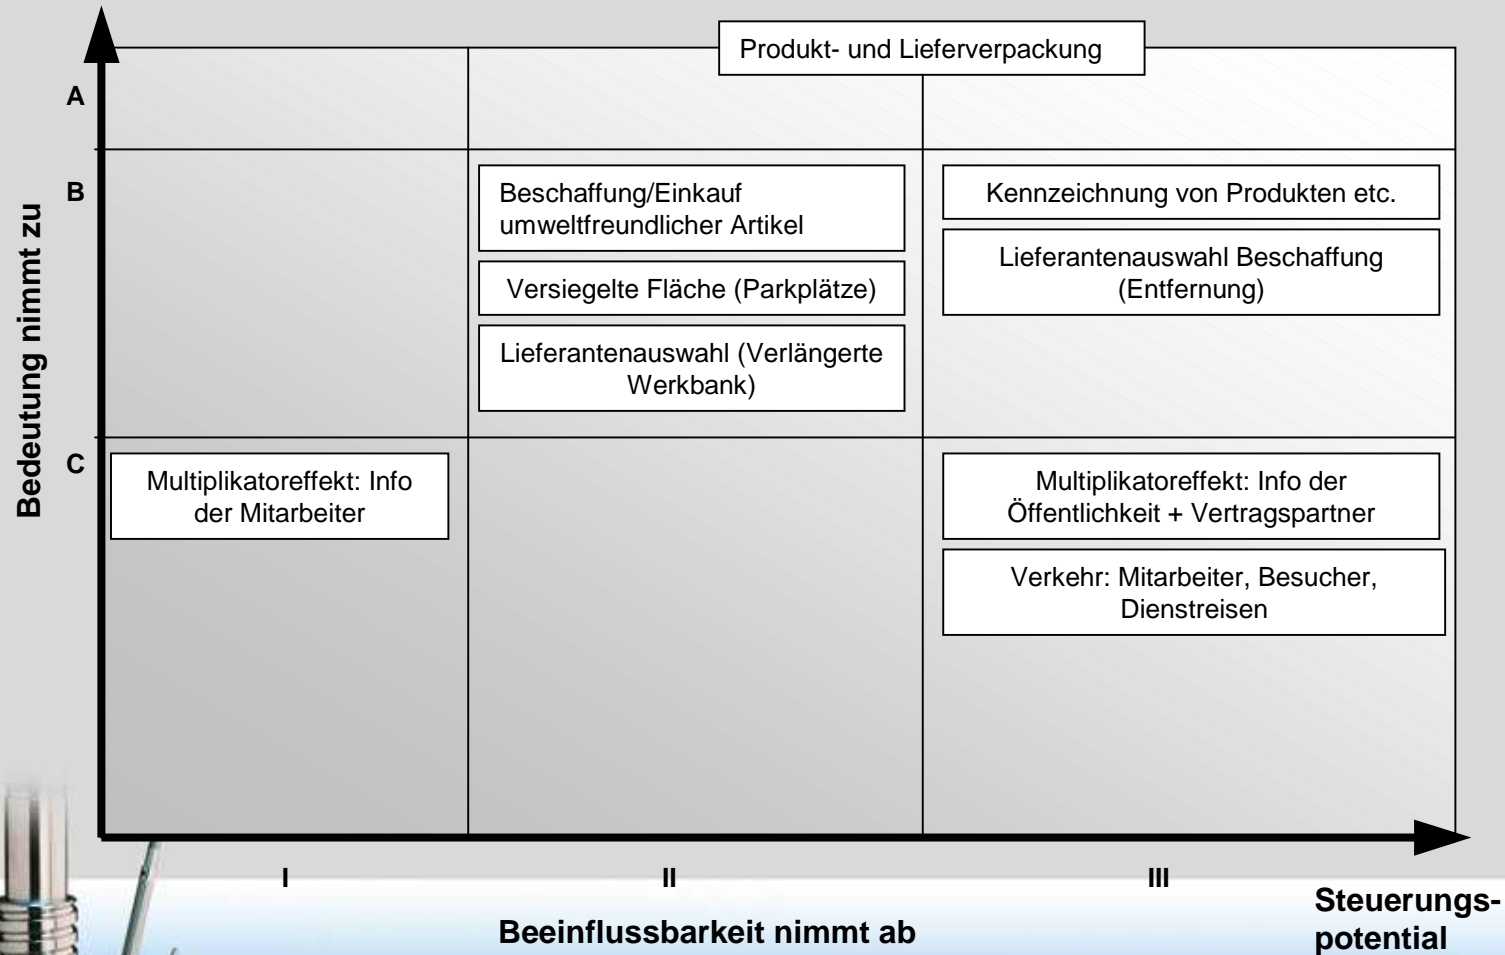 Produkt- und Lieferverpackung
A
B
Beschaffung/Einkauf
umweltfreundlicher Artikel
Kennzeichnung von Produkten etc.
Versiegelte Fläche (Parkplätze)
Lieferantenauswahl Beschaffung
(Entfernung)
Lieferantenauswahl (Verlängerte
Werkbank)
Bedeutung nimmt zu
C
Multiplikatoreffekt: Info
der Mitarbeiter
Multiplikatoreffekt: Info der
Öffentlichkeit + Vertragspartner
Verkehr: Mitarbeiter, Besucher,
Dienstreisen
I
II
III
Beeinflussbarkeit nimmt ab
Steuerungs-
potential